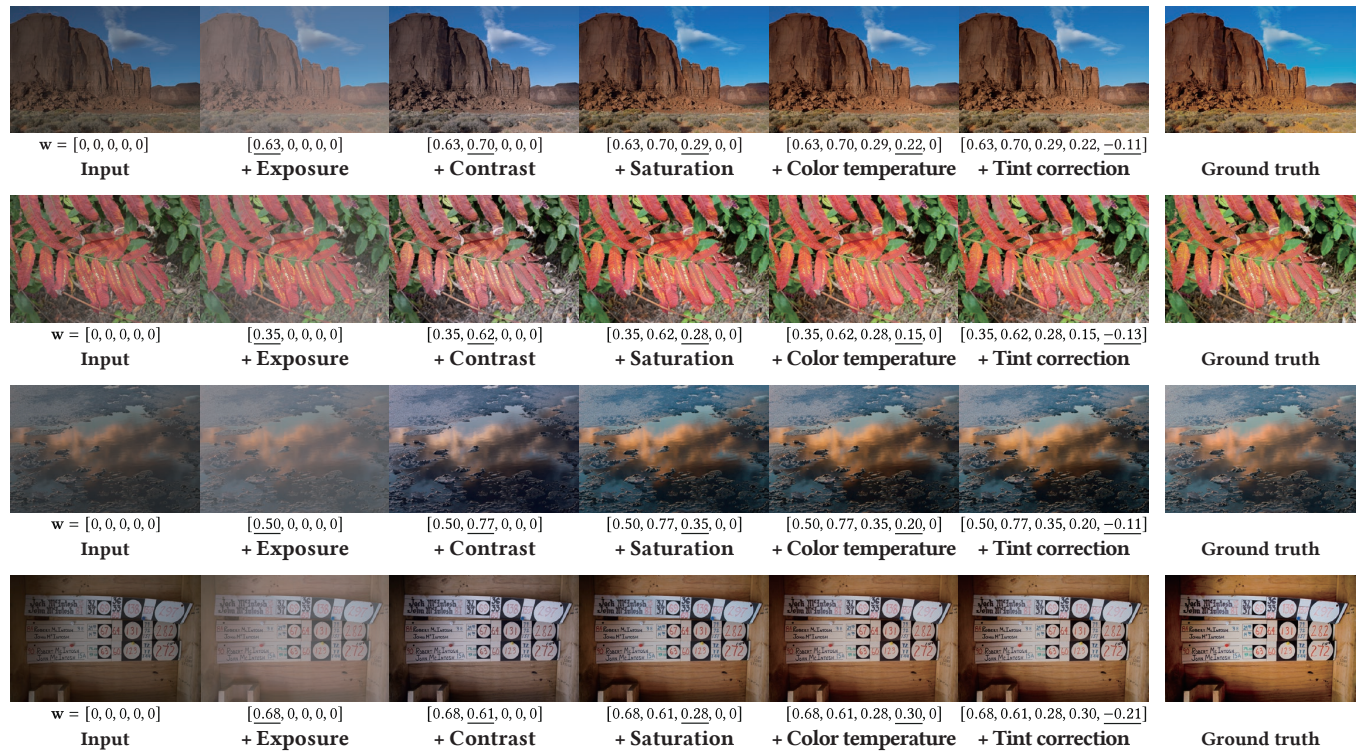 w = [0, 0, 0, 0, 0] [0.63, 0, 0, 0, 0] [0.63, 0.70, 0, 0, 0] [0.63, 0.70, 0.29, 0, 0] [0.63, 0.70, 0.29, 0.22, 0] [0.63, 0.70, 0.29, 0.22, −0.11]
Input + Exposure + Contrast + Saturation + Color temperature + Tint correction Ground truth
w = [0, 0, 0, 0, 0] [0.35, 0, 0, 0, 0] [0.35, 0.62, 0, 0, 0] [0.35, 0.62, 0.28, 0, 0] [0.35, 0.62, 0.28, 0.15, 0] [0.35, 0.62, 0.28, 0.15, −0.13]
Input + Exposure + Contrast + Saturation + Color temperature + Tint correction Ground truth
w = [0, 0, 0, 0, 0] [0.50, 0, 0, 0, 0] [0.50, 0.77, 0, 0, 0] [0.50, 0.77, 0.35, 0, 0] [0.50, 0.77, 0.35, 0.20, 0] [0.50, 0.77, 0.35, 0.20, −0.11]
Input + Exposure + Contrast + Saturation + Color temperature + Tint correction Ground truth
w = [0, 0, 0, 0, 0] [0.68, 0, 0, 0, 0] [0.68, 0.61, 0, 0, 0] [0.68, 0.61, 0.28, 0, 0] [0.68, 0.61, 0.28, 0.30, 0] [0.68, 0.61, 0.28, 0.30, −0.21]
Input + Exposure + Contrast + Saturation + Color temperature + Tint correction Ground truth